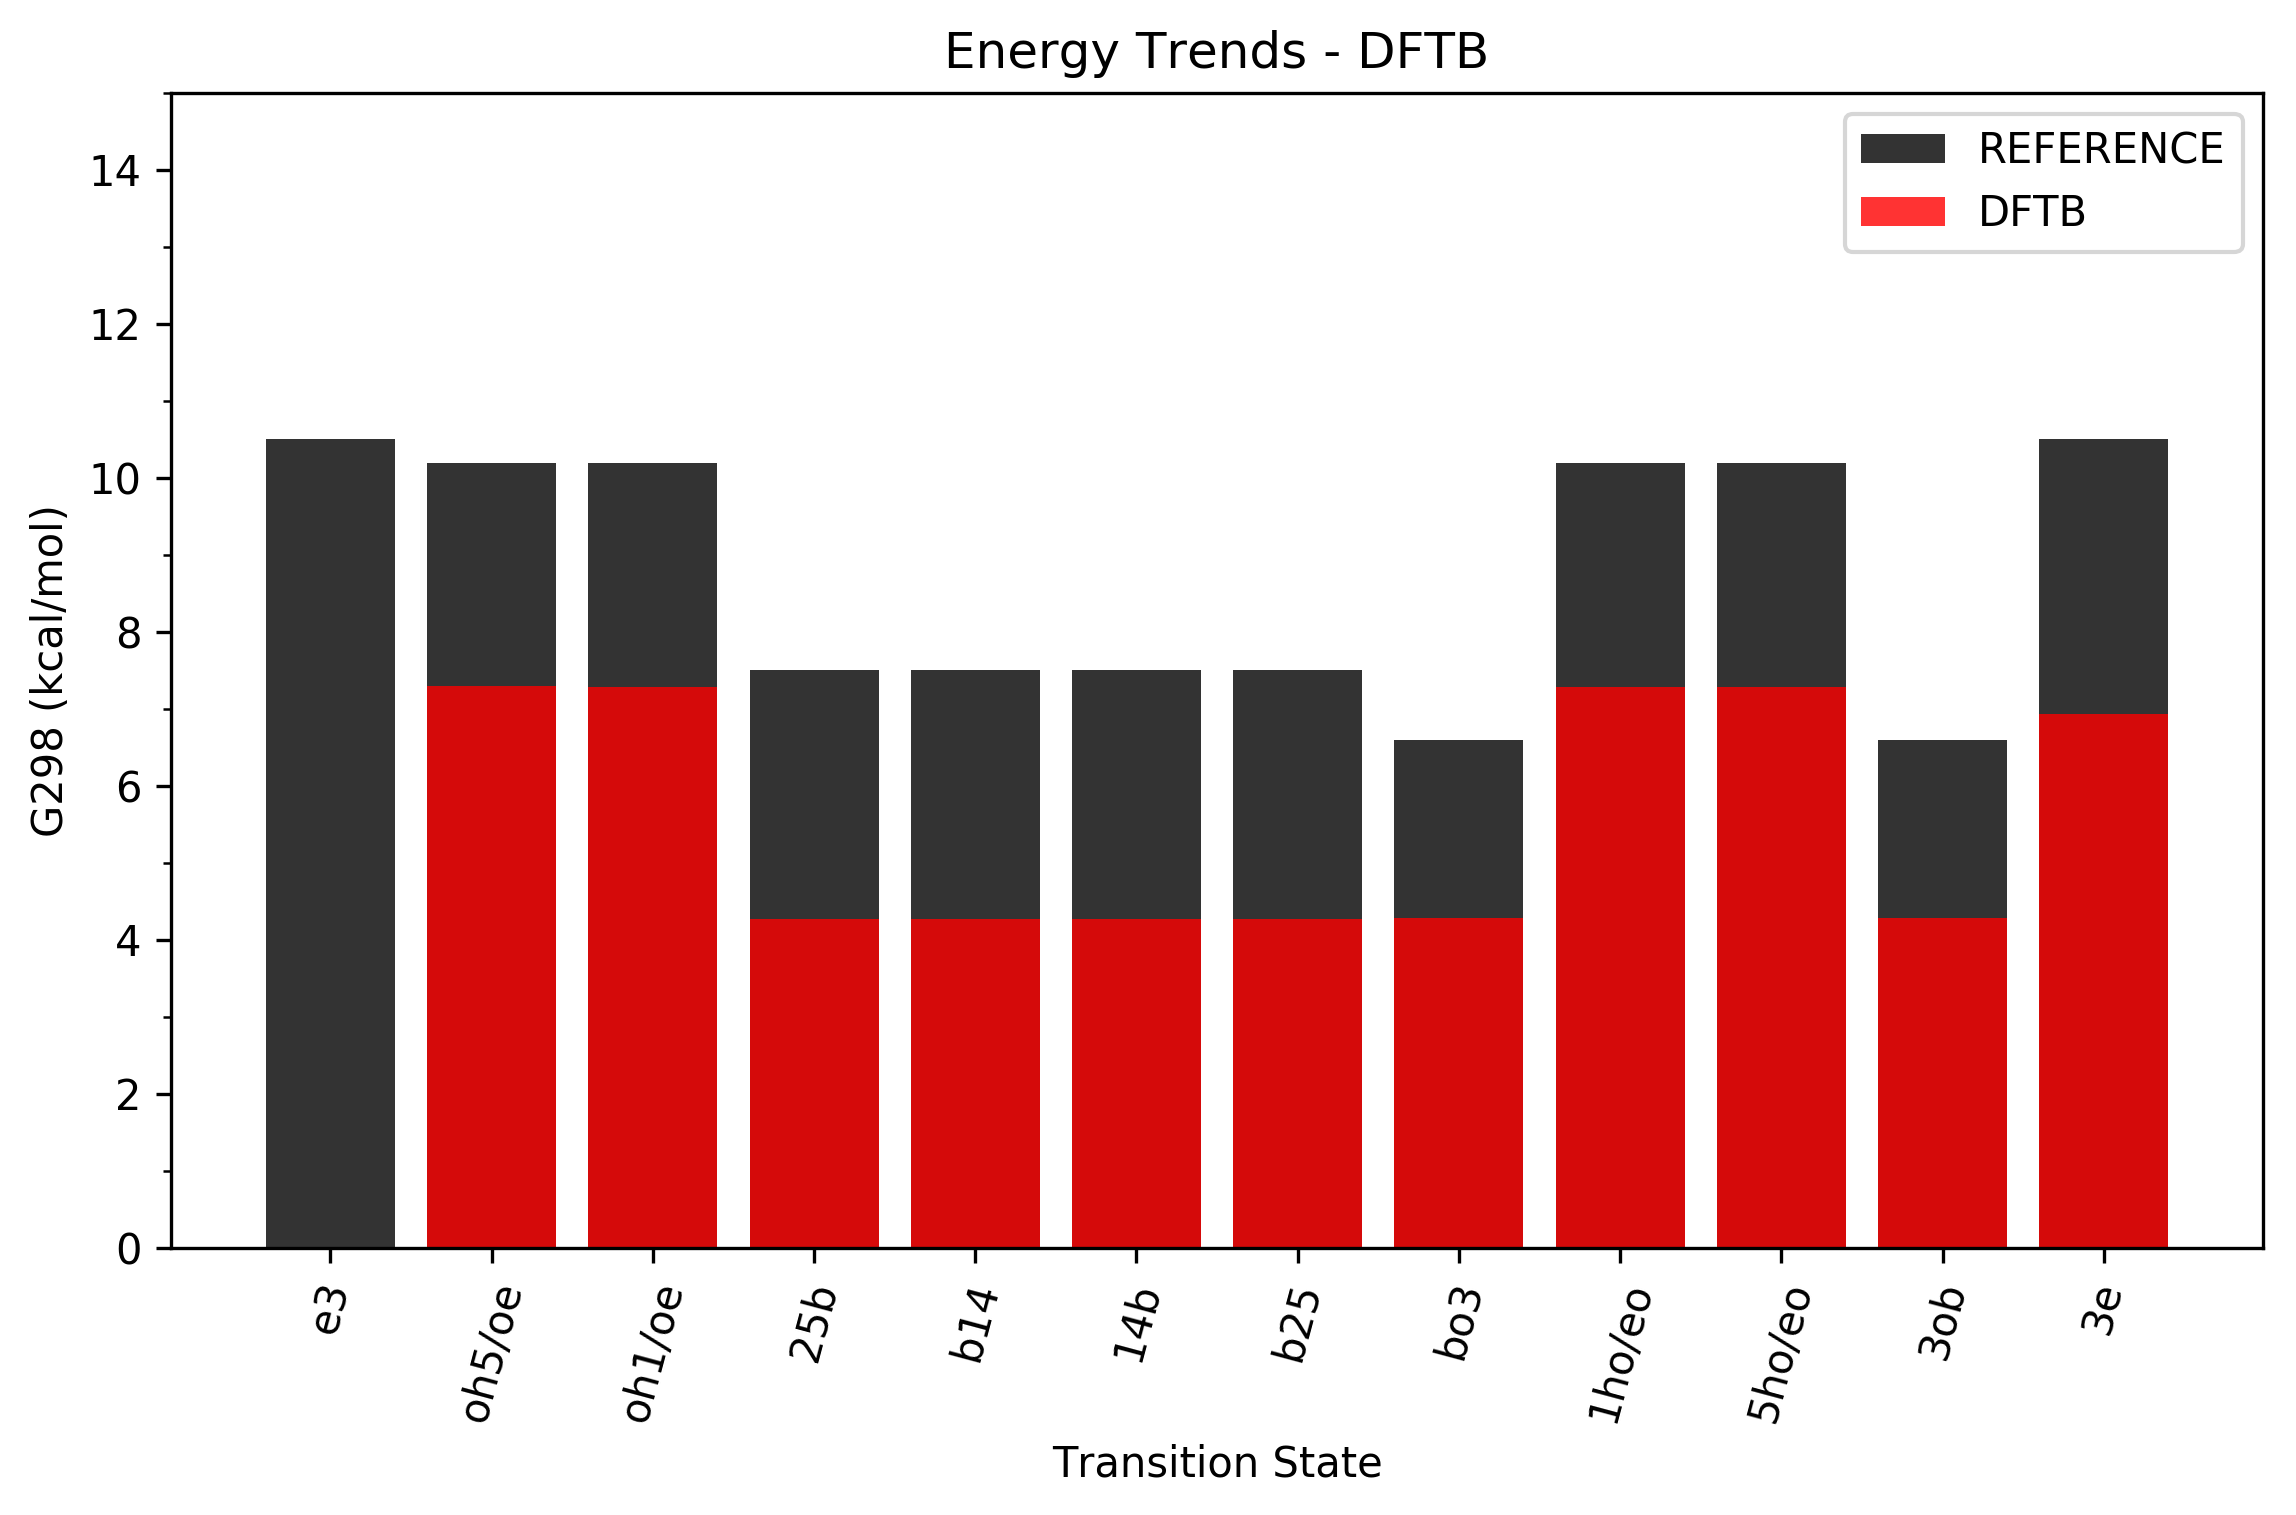 Energy Trends - DFTB
REFERENCE
DFTB
14
12
10
8
6
4
2
0
G298 (kcal/mol)
e3
oh5/oe
oh1/oe
25b
b14
14b
b25
bo3
1ho/eo
5ho/eo
3ob
3e
Transition State